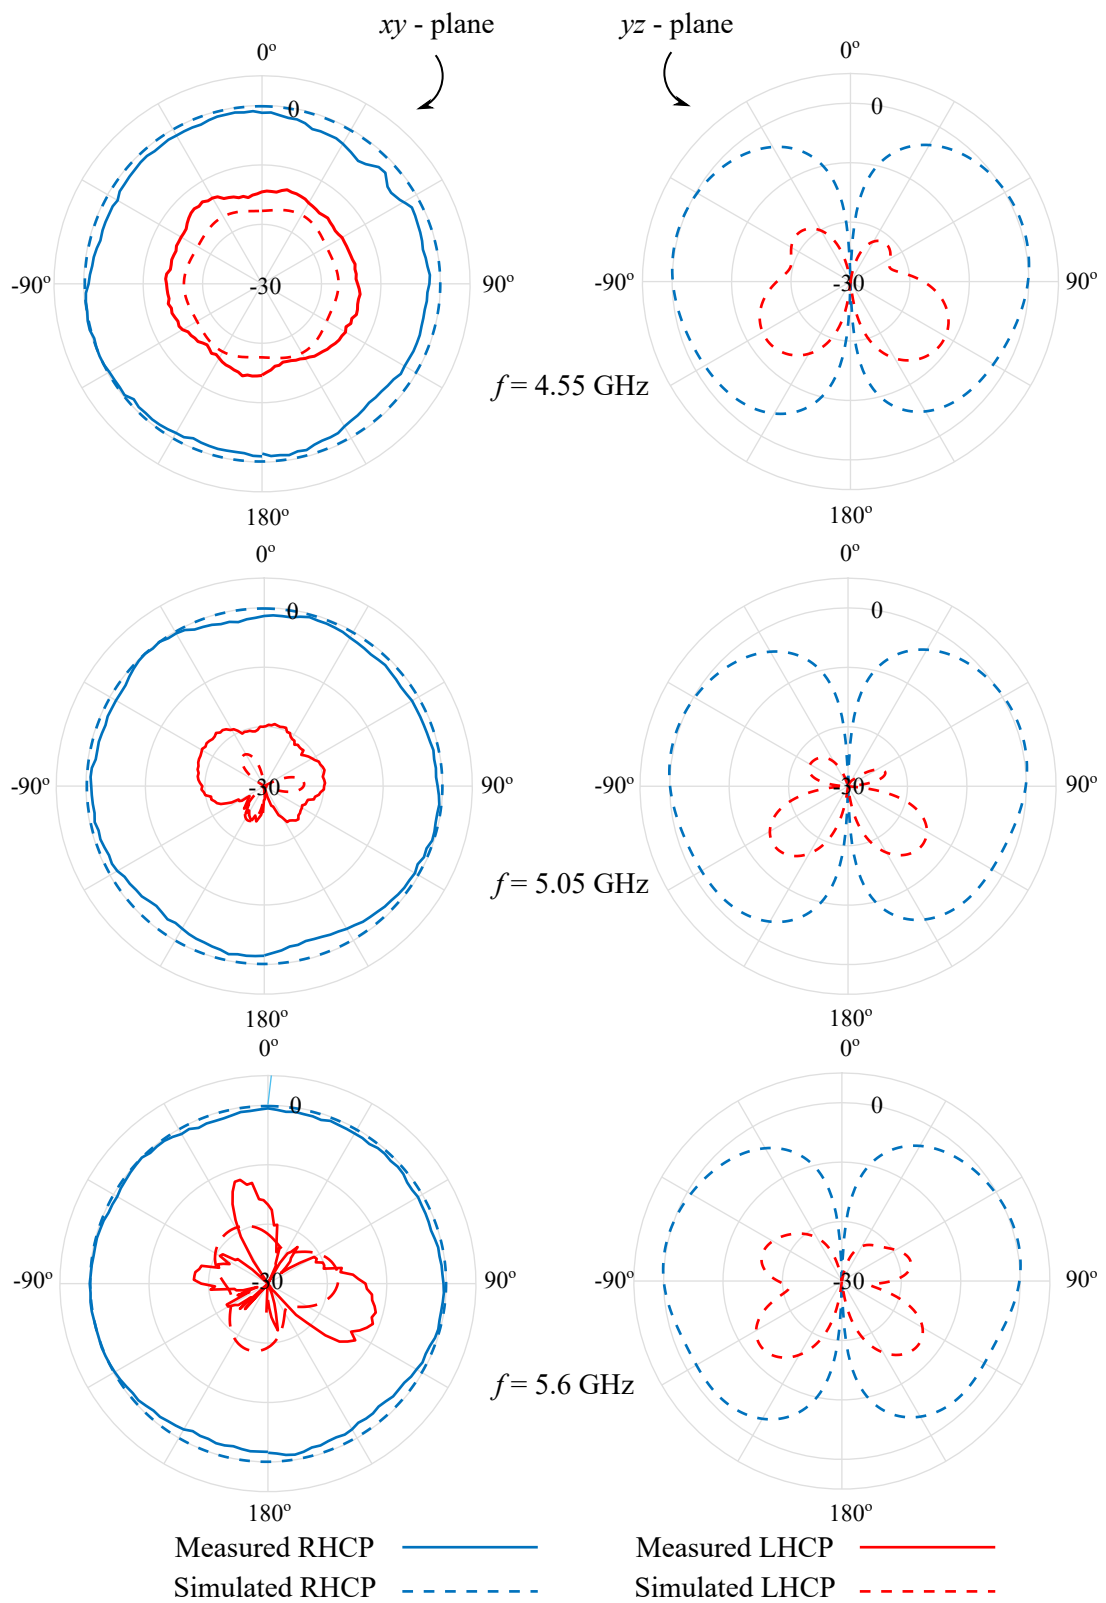 xy - plane
yz - plane
0º
0º
0
0
-90º
-30
90º
-90º
-30
90º
f = 4.55 GHz
180º
180º
0º
0º
0
0
-90º
-30
90º
-90º
-30
90º
f = 5.05 GHz
180º
180º
0º
0º
0
0
-90º
-30
90º
-90º
-30
90º
f = 5.6 GHz
180º
180º
Measured RHCP
Measured LHCP
Simulated RHCP
Simulated LHCP